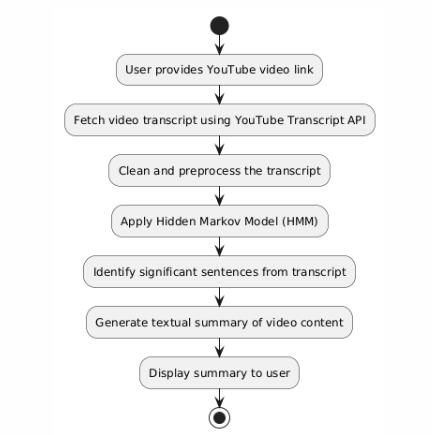 User provides YouTube video link
Fetch video transcript using YouTube Transcript API
Clean and preprocess the transcript
Apply Hidden Markov Model (HMM)
Identify significant sentences from transcript
Generate textual summary of video content
Display summary to user